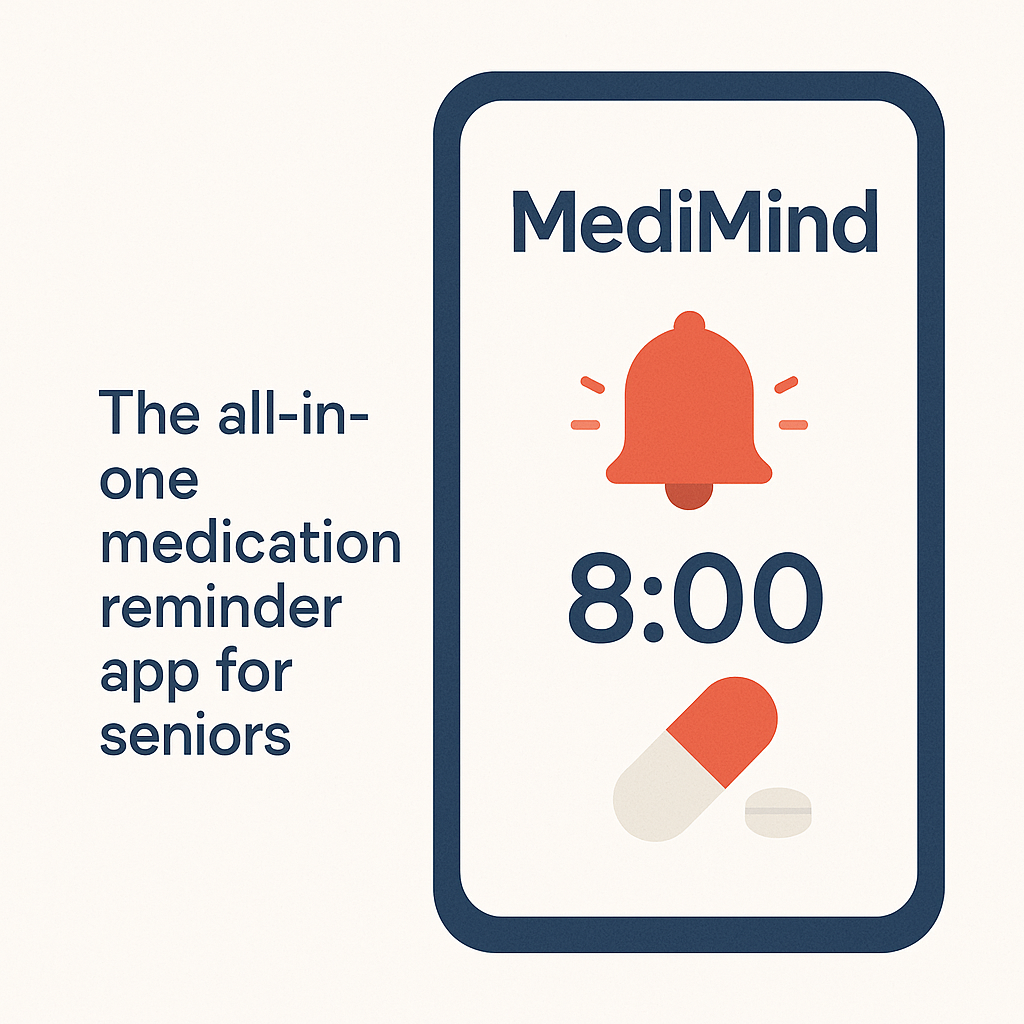 MediMind
The all-in-
one
medication
reminder
app for
seniors
8:00